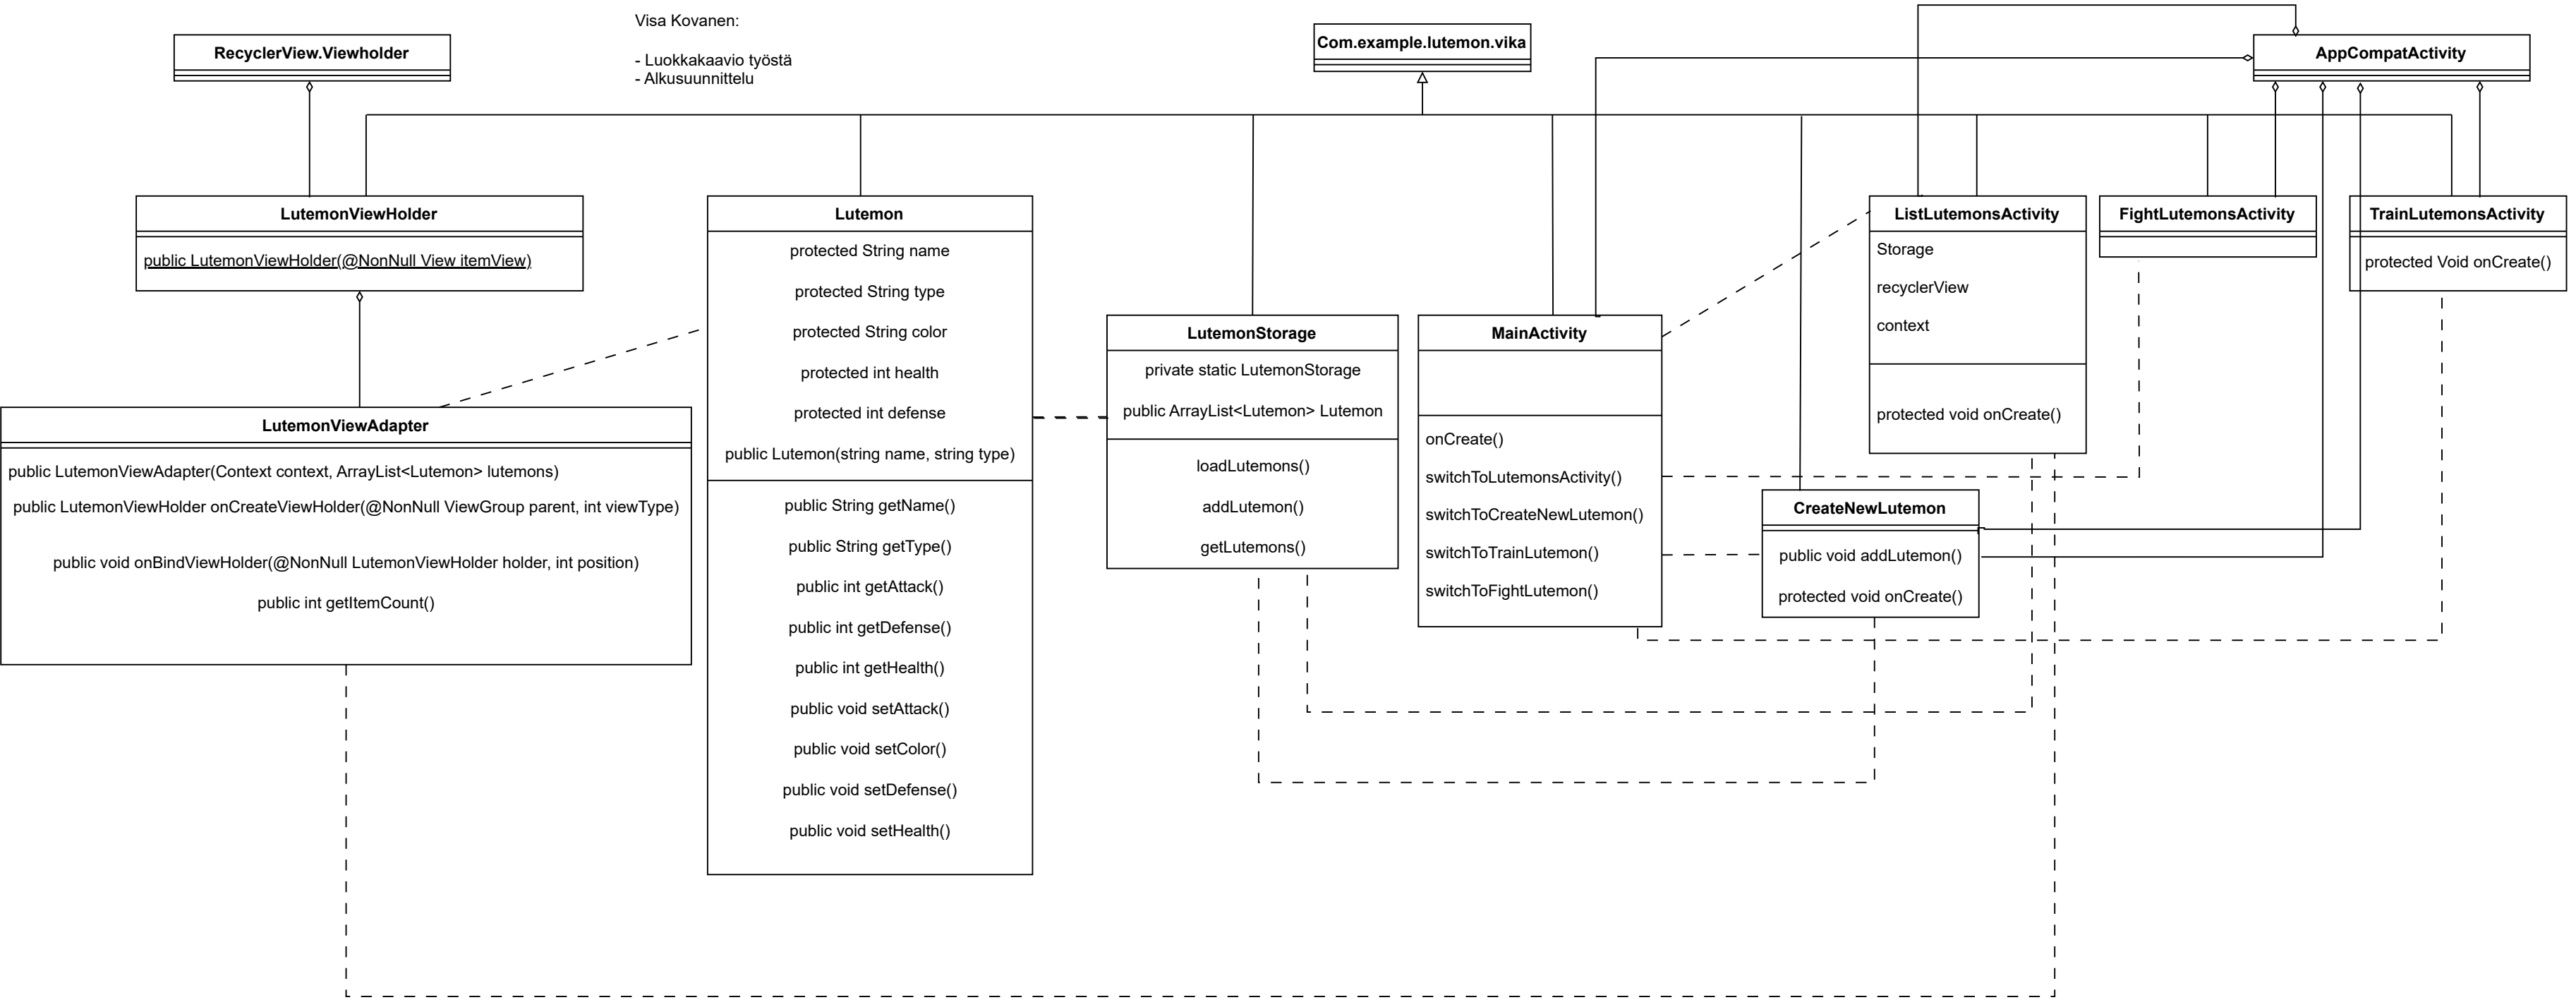 Visa Kovanen:
- Luokkakaavio työstä
- Alkusuunnittelu
RecyclerView.Viewholder
Com.example.lutemon.vika
AppCompatActivity
LutemonViewHolder
public LutemonViewHolder(@NonNull View itemView)
LutemonViewAdapter
public LutemonViewAdapter(Context context, ArrayList<Lutemon> lutemons)
public LutemonViewHolder onCreateViewHolder(@NonNull ViewGroup parent, int viewType)
public void onBindViewHolder(@NonNull LutemonViewHolder holder, int position)
public int getItemCount()
Lutemon
protected String name
protected String type
protected String color
protected int health
protected int defense
public Lutemon(string name, string type)
public String getName()
public String getType()
public int getAttack()
public int getDefense()
public int getHealth()
public void setAttack()
public void setColor()
public void setDefense()
public void setHealth()
LutemonStorage
private static LutemonStorage
public ArrayList<Lutemon> Lutemon
loadLutemons()
addLutemon()
getLutemons()
MainActivity
onCreate()
switchToLutemonsActivity()
switchToCreateNewLutemon()
switchToTrainLutemon()
switchToFightLutemon()
CreateNewLutemon
public void addLutemon()
protected void onCreate()
ListLutemonsActivity
Storage
recyclerView
context
protected void onCreate()
FightLutemonsActivity
TrainLutemonsActivity
protected Void onCreate()